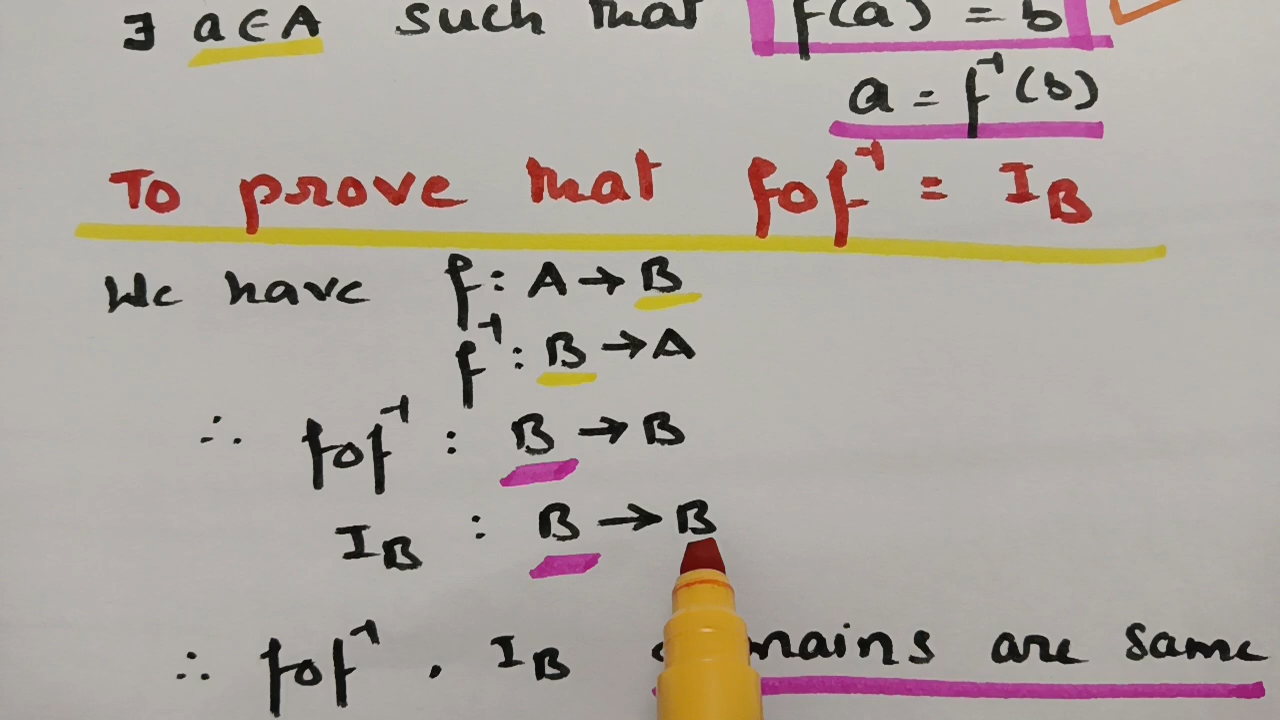 ∃ a∈A such that f(a) = b
a = f⁻¹(b)
To prove that fof⁻¹ = I_B
We have f: A → B
f⁻¹: B → A
∴ fof⁻¹ : B → B
I_B : B → B
∴ fof⁻¹, I_B are same